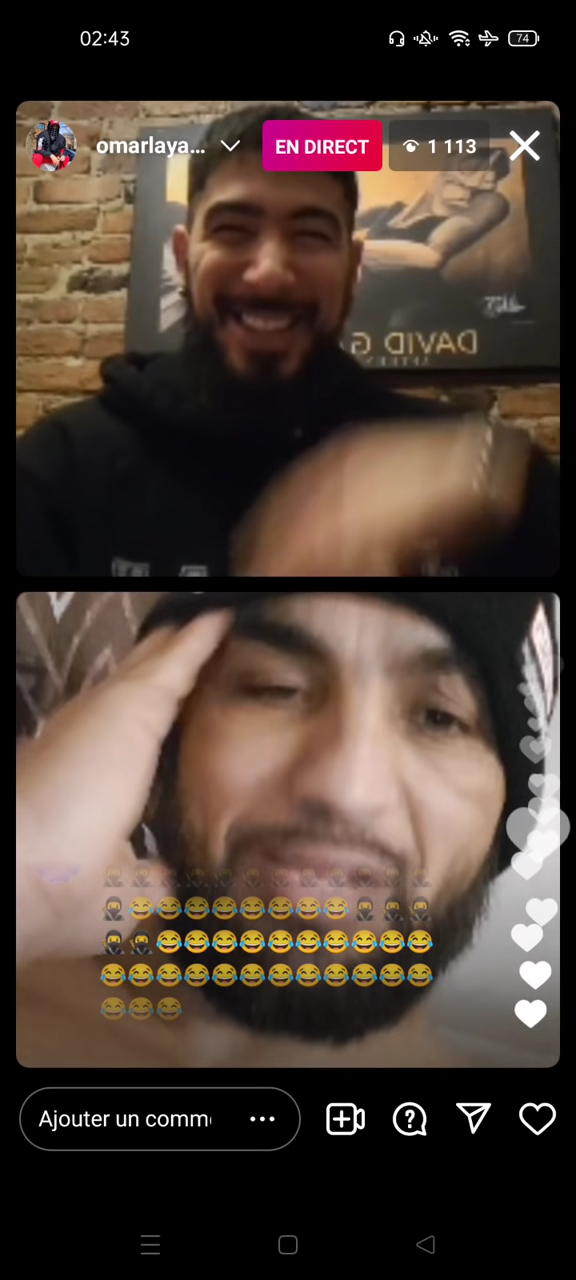 02:43
74
omarlaya...
EN DIRECT
1 113
DAVID G
Ajouter un comm